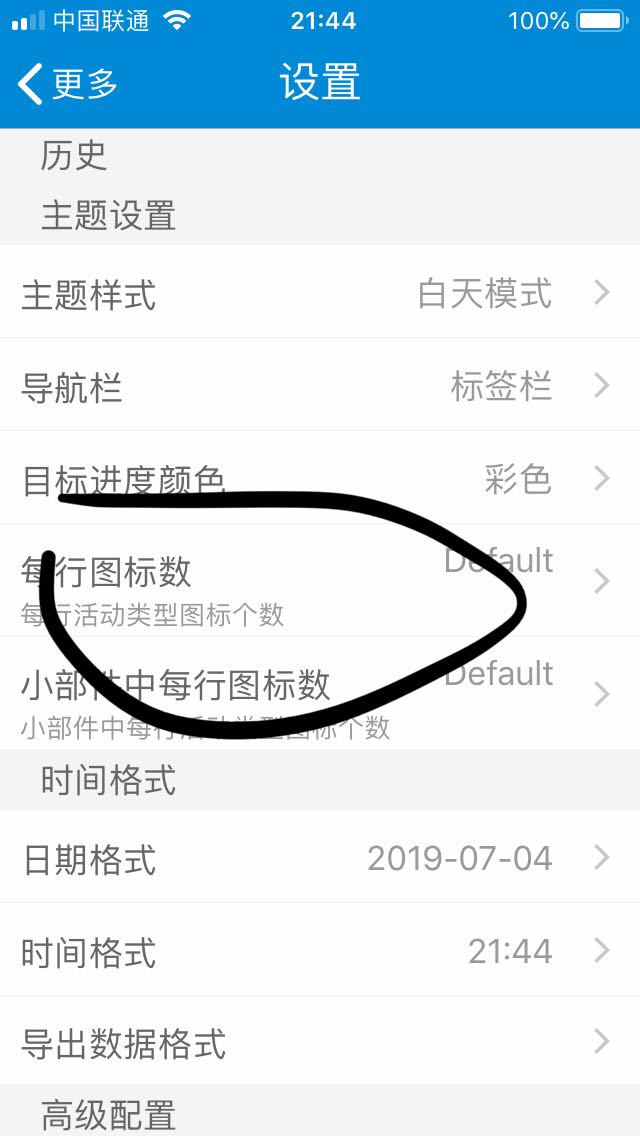 中国联通 21:44 100%
更多 设置
历史
主题设置
主题样式 白天模式
导航栏 标签栏
目标进度颜色 彩色
每行图标数 Default
每行活动类型图标个数
小部件中每行图标数 Default
小部件中每行活动类型图标个数
时间格式
日期格式 2019-07-04
时间格式 21:44
导出数据格式
高级配置